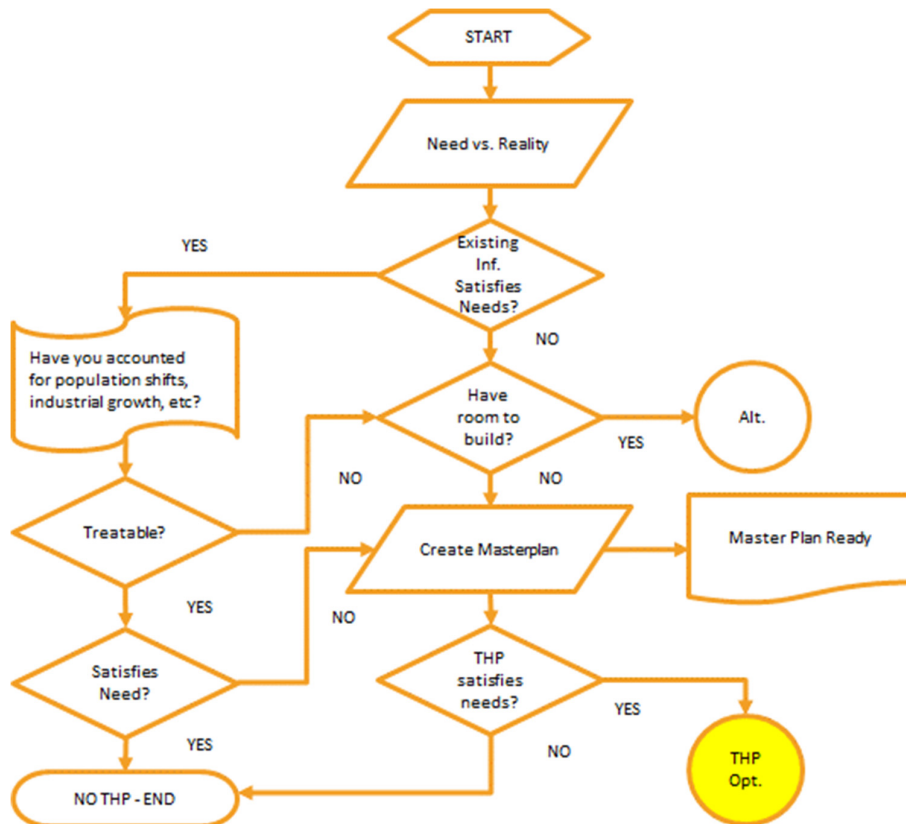 START
Need vs. Reality
YES
Existing
Inf.
Satisfies
Needs?
NO
Have you accounted
for population shifts,
industrial growth, etc?
Have
room to
build?
YES
Alt.
NO
NO
Treatable?
Create Masterplan
Master Plan Ready
YES
NO
Satisfies
Need?
THP
satisfies
needs?
YES
YES
NO
THP
Opt.
NO THP - END